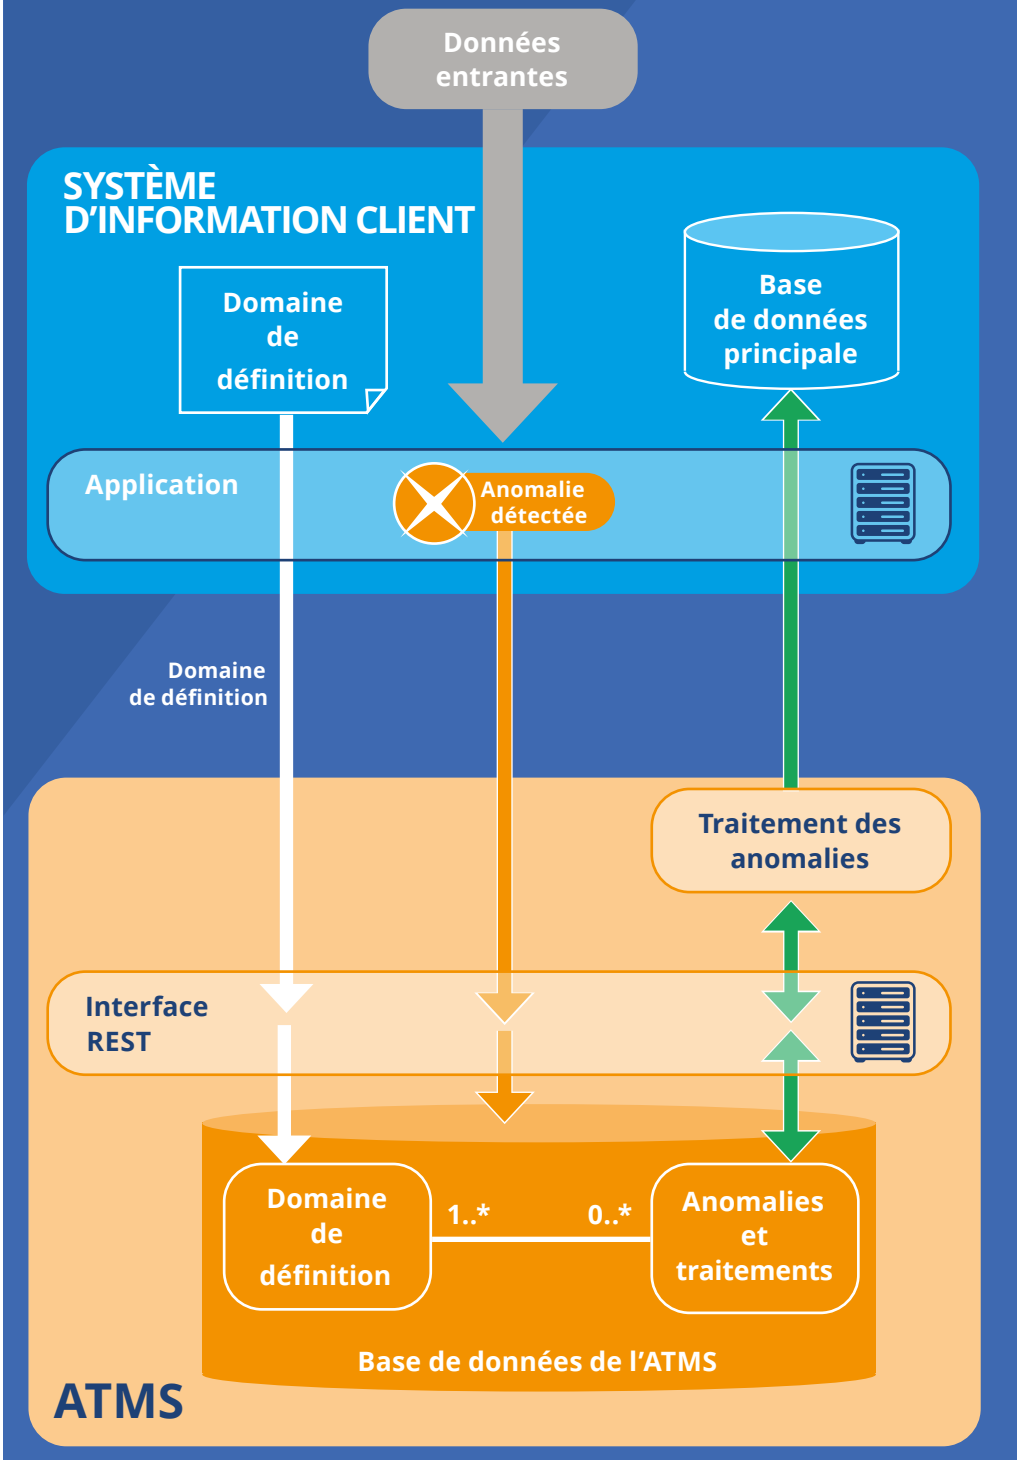 Données
entrantes
SYSTÈME
D’INFORMATION CLIENT
Domaine
de
définition
Base
de données
principale
Application
Anomalie
détectée
Domaine
de définition
Traitement des
anomalies
Interface
REST
Domaine
de
définition
1..*
0..*
Anomalies
et
traitements
Base de données de l’ATMS
ATMS